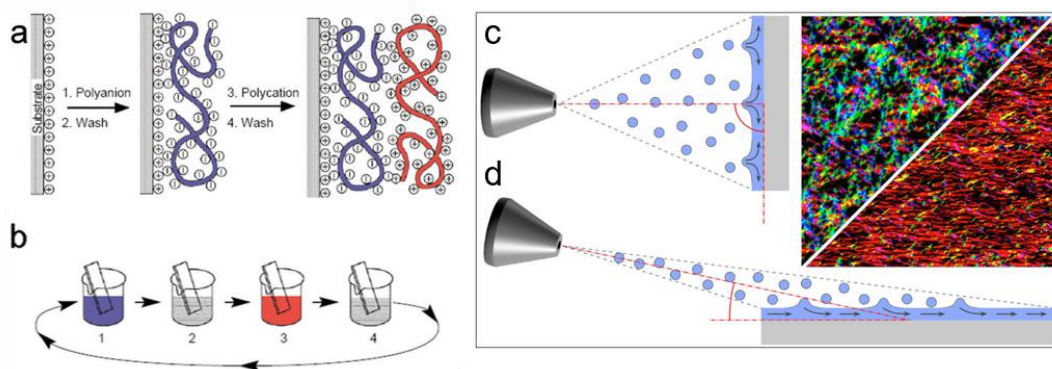 a
Substrate
1. Polyanion
2. Wash
3. Polycation
4. Wash
b
1
2
3
4
c
d